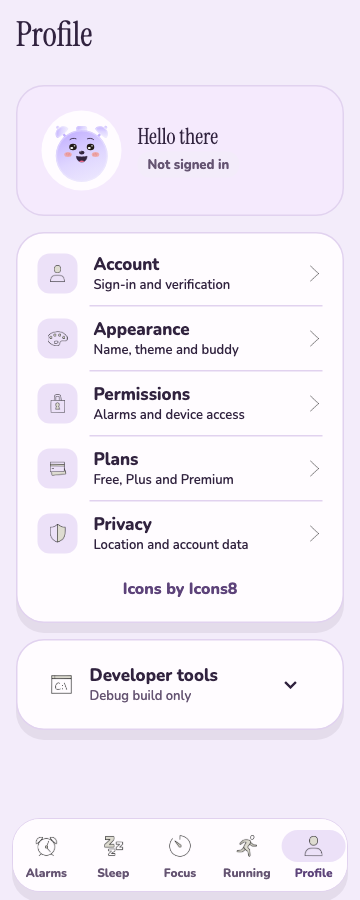 Profile
Hello there
Not signed in
Account
Sign-in and verification
Appearance
Name, theme and buddy
Permissions
Alarms and device access
Plans
Free, Plus and Premium
Privacy
Location and account data
Icons by Icons8
C:\
Developer tools
Debug build only
Alarms
Sleep
Focus
Running
Profile